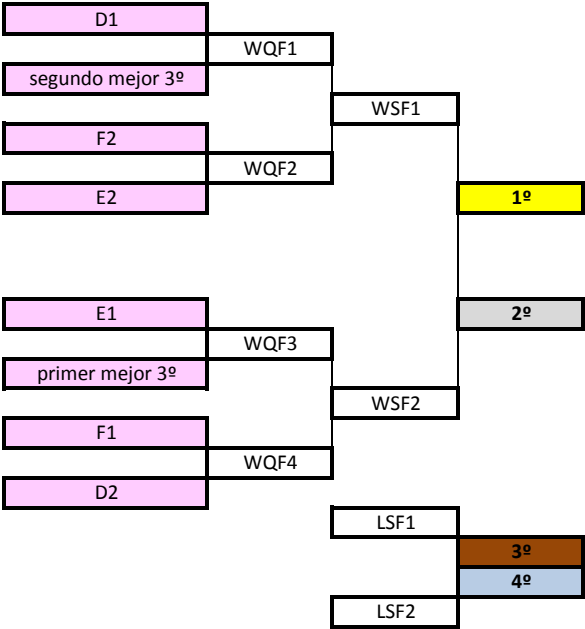 D1
WQF1
segundo mejor 3º
WSF1
F2
WQF2
E2
1º
E1
2º
WQF3
primer mejor 3º
WSF2
F1
WQF4
D2
LSF1
3º
4º
LSF2